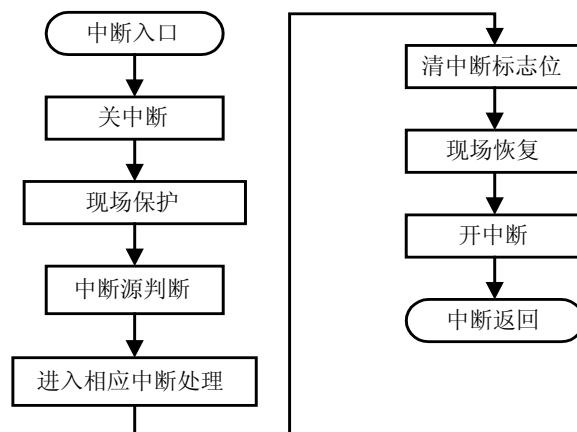 中断入口
关中断
现场保护
中断源判断
进入相应中断处理
清中断标志位
现场恢复
开中断
中断返回